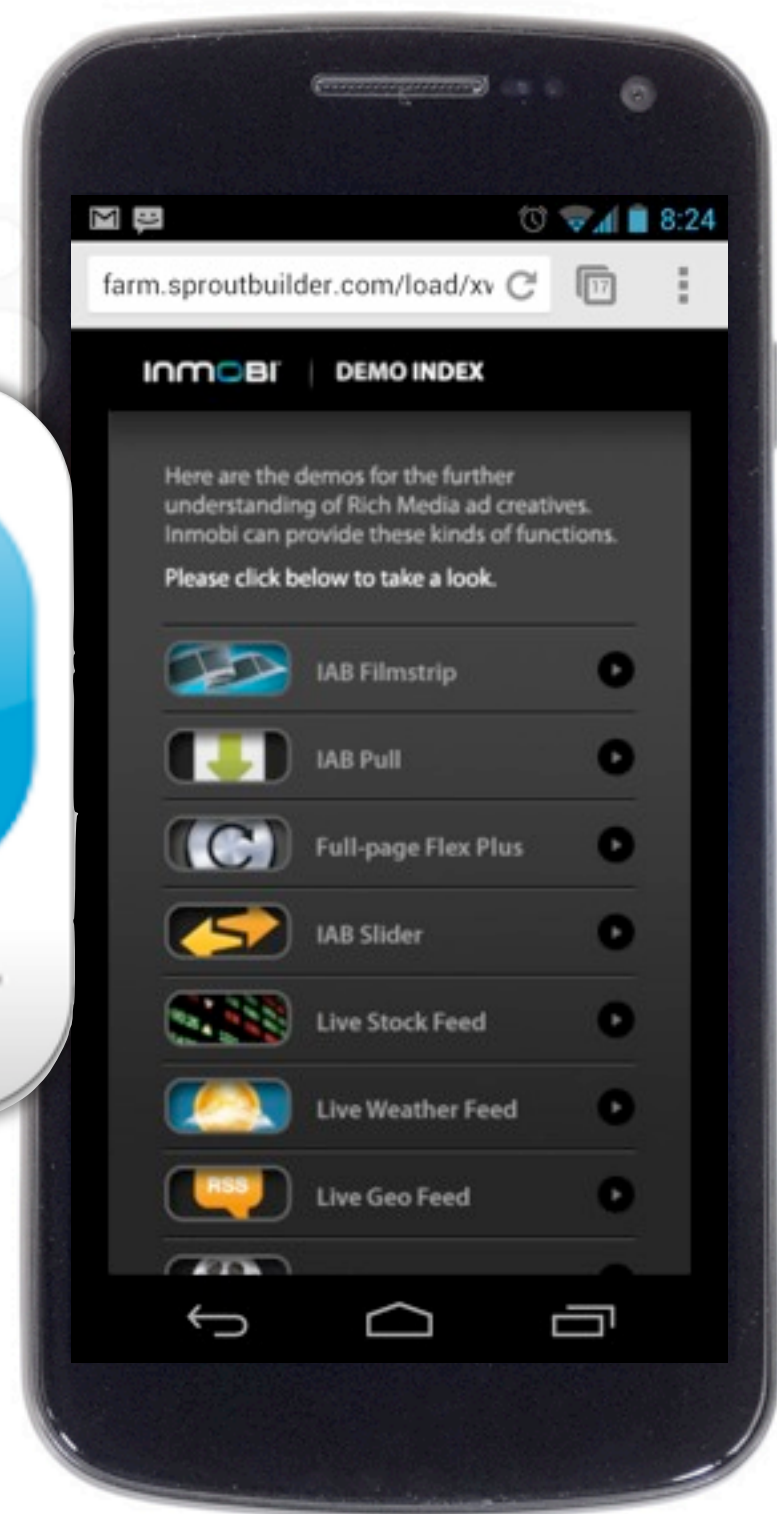 8:24
farm.sproutbuilder.com/load/xv
17
INMOBI | DEMO INDEX
Here are the demos for the further
understanding of Rich Media ad creatives.
Inmobi can provide these kinds of functions.
Please click below to take a look.
IAB Filmstrip
IAB Pull
Full-page Flex Plus
IAB Slider
Live Stock Feed
Live Weather Feed
RSS
Live Geo Feed